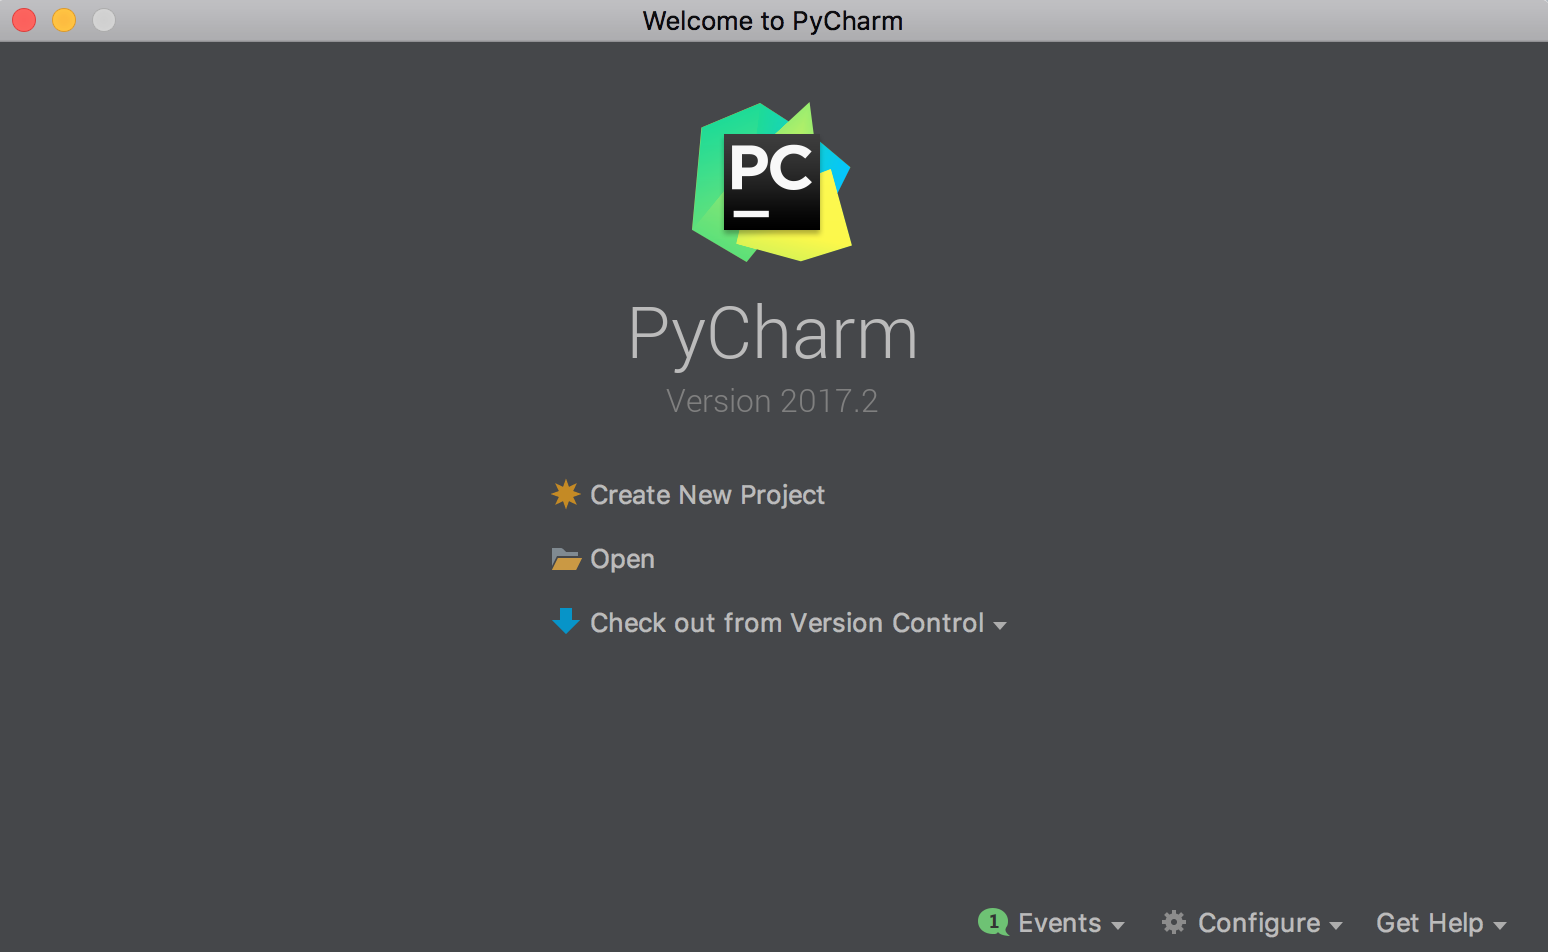 Welcome to PyCharm
PC
PyCharm
Version 2017.2
Create New Project
Open
Check out from Version Control
1 Events
Configure
Get Help